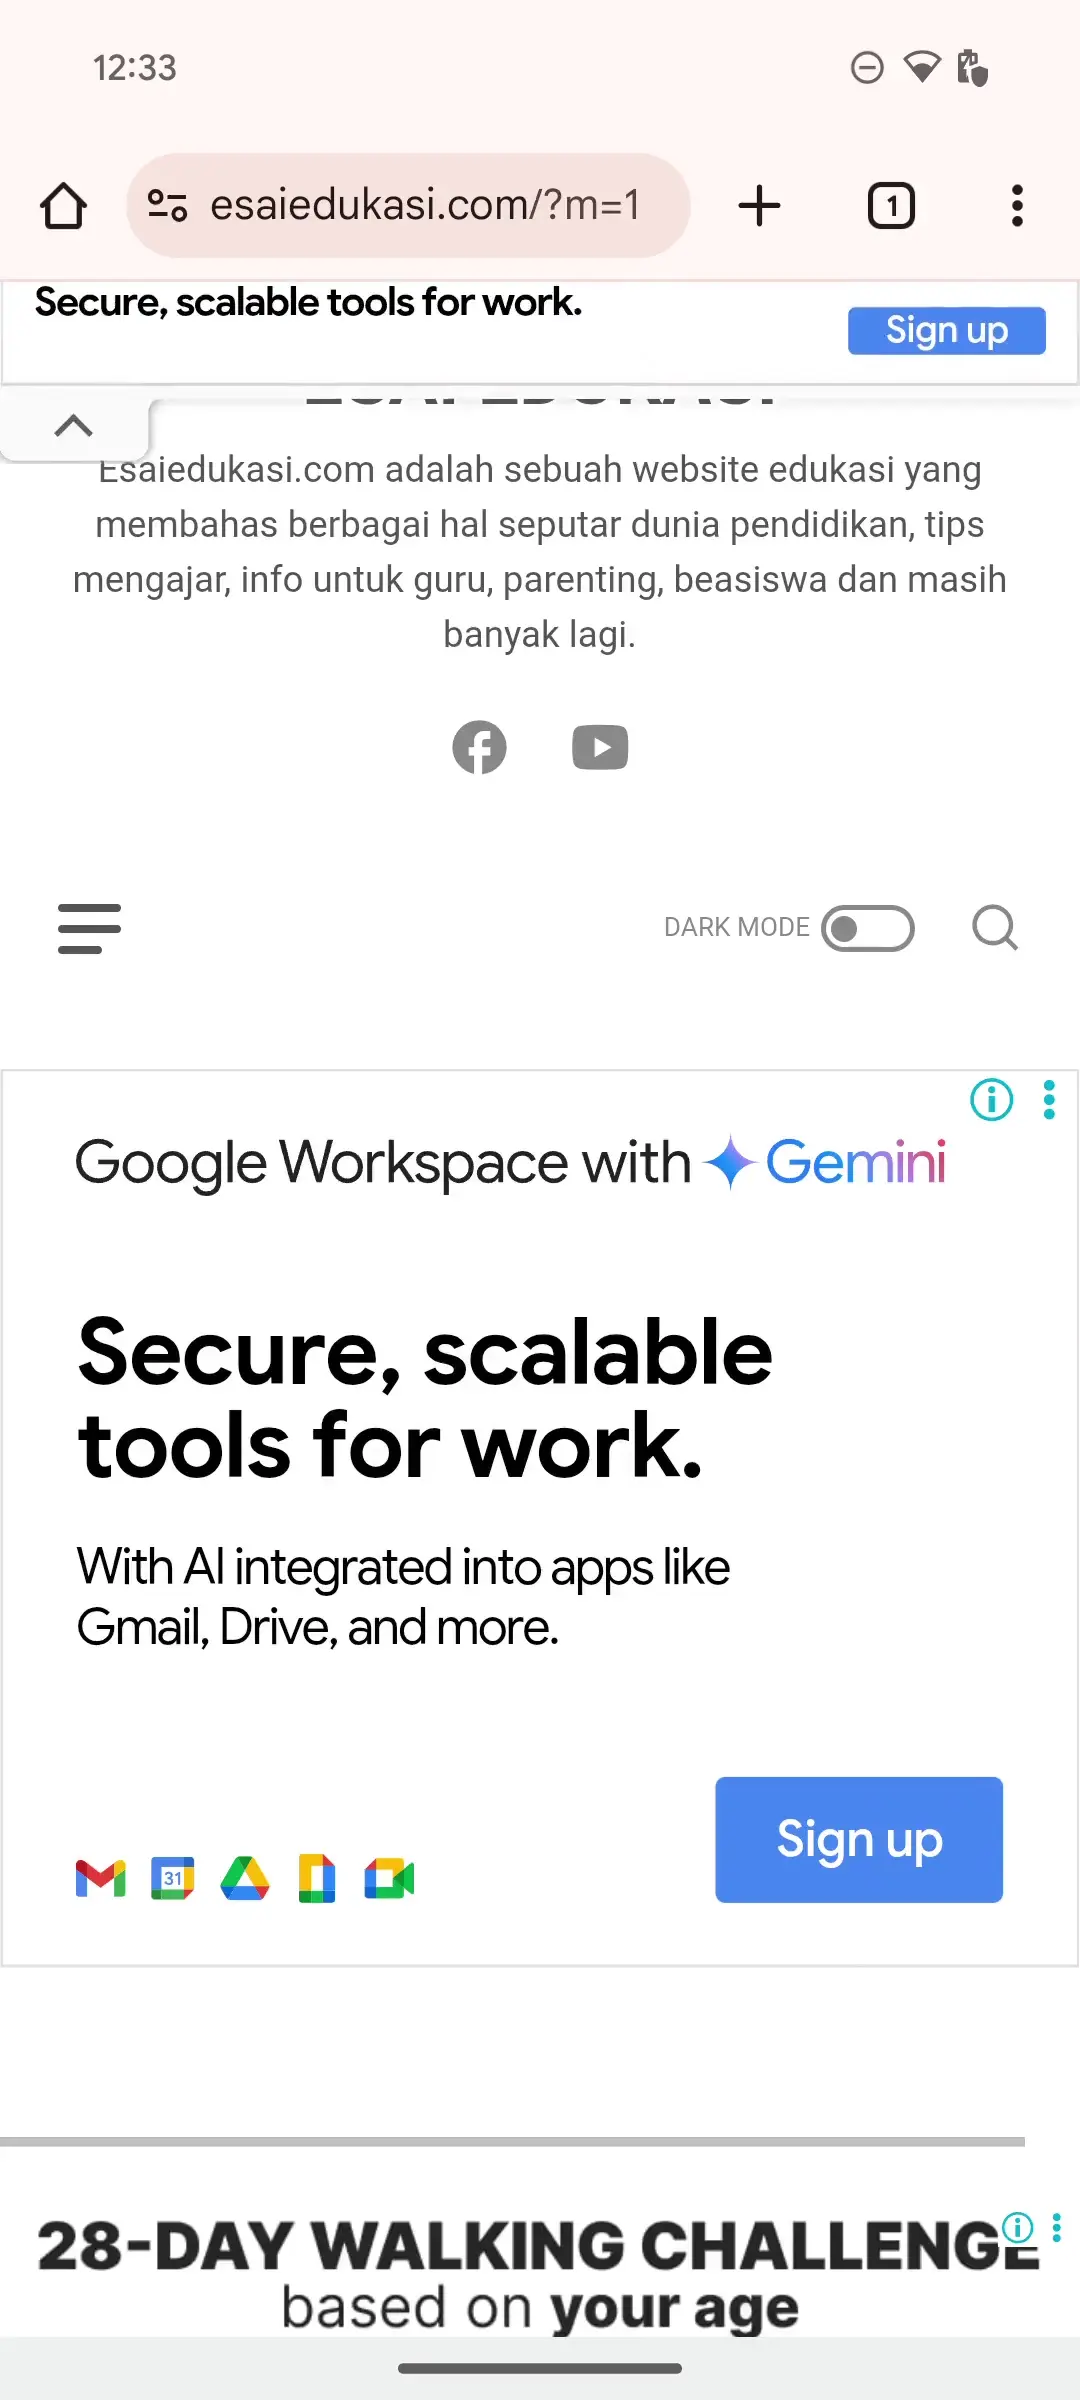 12:33
esaiedukasi.com/?m=1
1
Secure, scalable tools for work.
Sign up
ESAI EDUKASI
Esaiedukasi.com adalah sebuah website edukasi yang
membahas berbagai hal seputar dunia pendidikan, tips
mengajar, info untuk guru, parenting, beasiswa dan masih
banyak lagi.
DARK MODE
Google Workspace with Gemini
Secure, scalable
tools for work.
With AI integrated into apps like
Gmail, Drive, and more.
31
Sign up
28-DAY WALKING CHALLENGE
based on your age